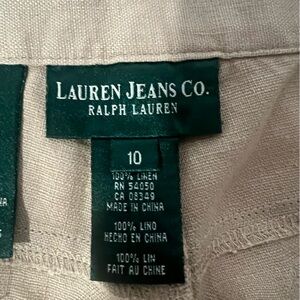 LAUREN JEANS CO.
RALPH LAUREN
10
100% LINEN
RN 54050
CA 08349
MADE IN CHINA
100% LINO
HECHO EN CHINA
100% LIN
FAIT AU CHINE